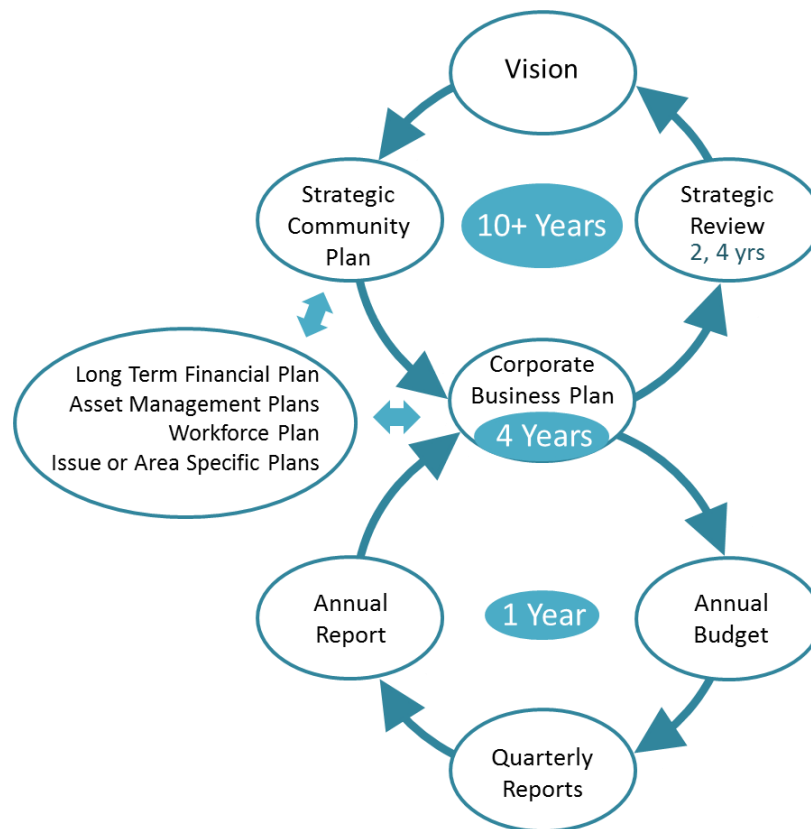 Vision
Strategic
Community
Plan
10+ Years
Strategic
Review
2, 4 yrs
Long Term Financial Plan
Asset Management Plans
Workforce Plan
Issue or Area Specific Plans
Corporate
Business Plan
4 Years
Annual
Report
1 Year
Annual
Budget
Quarterly
Reports